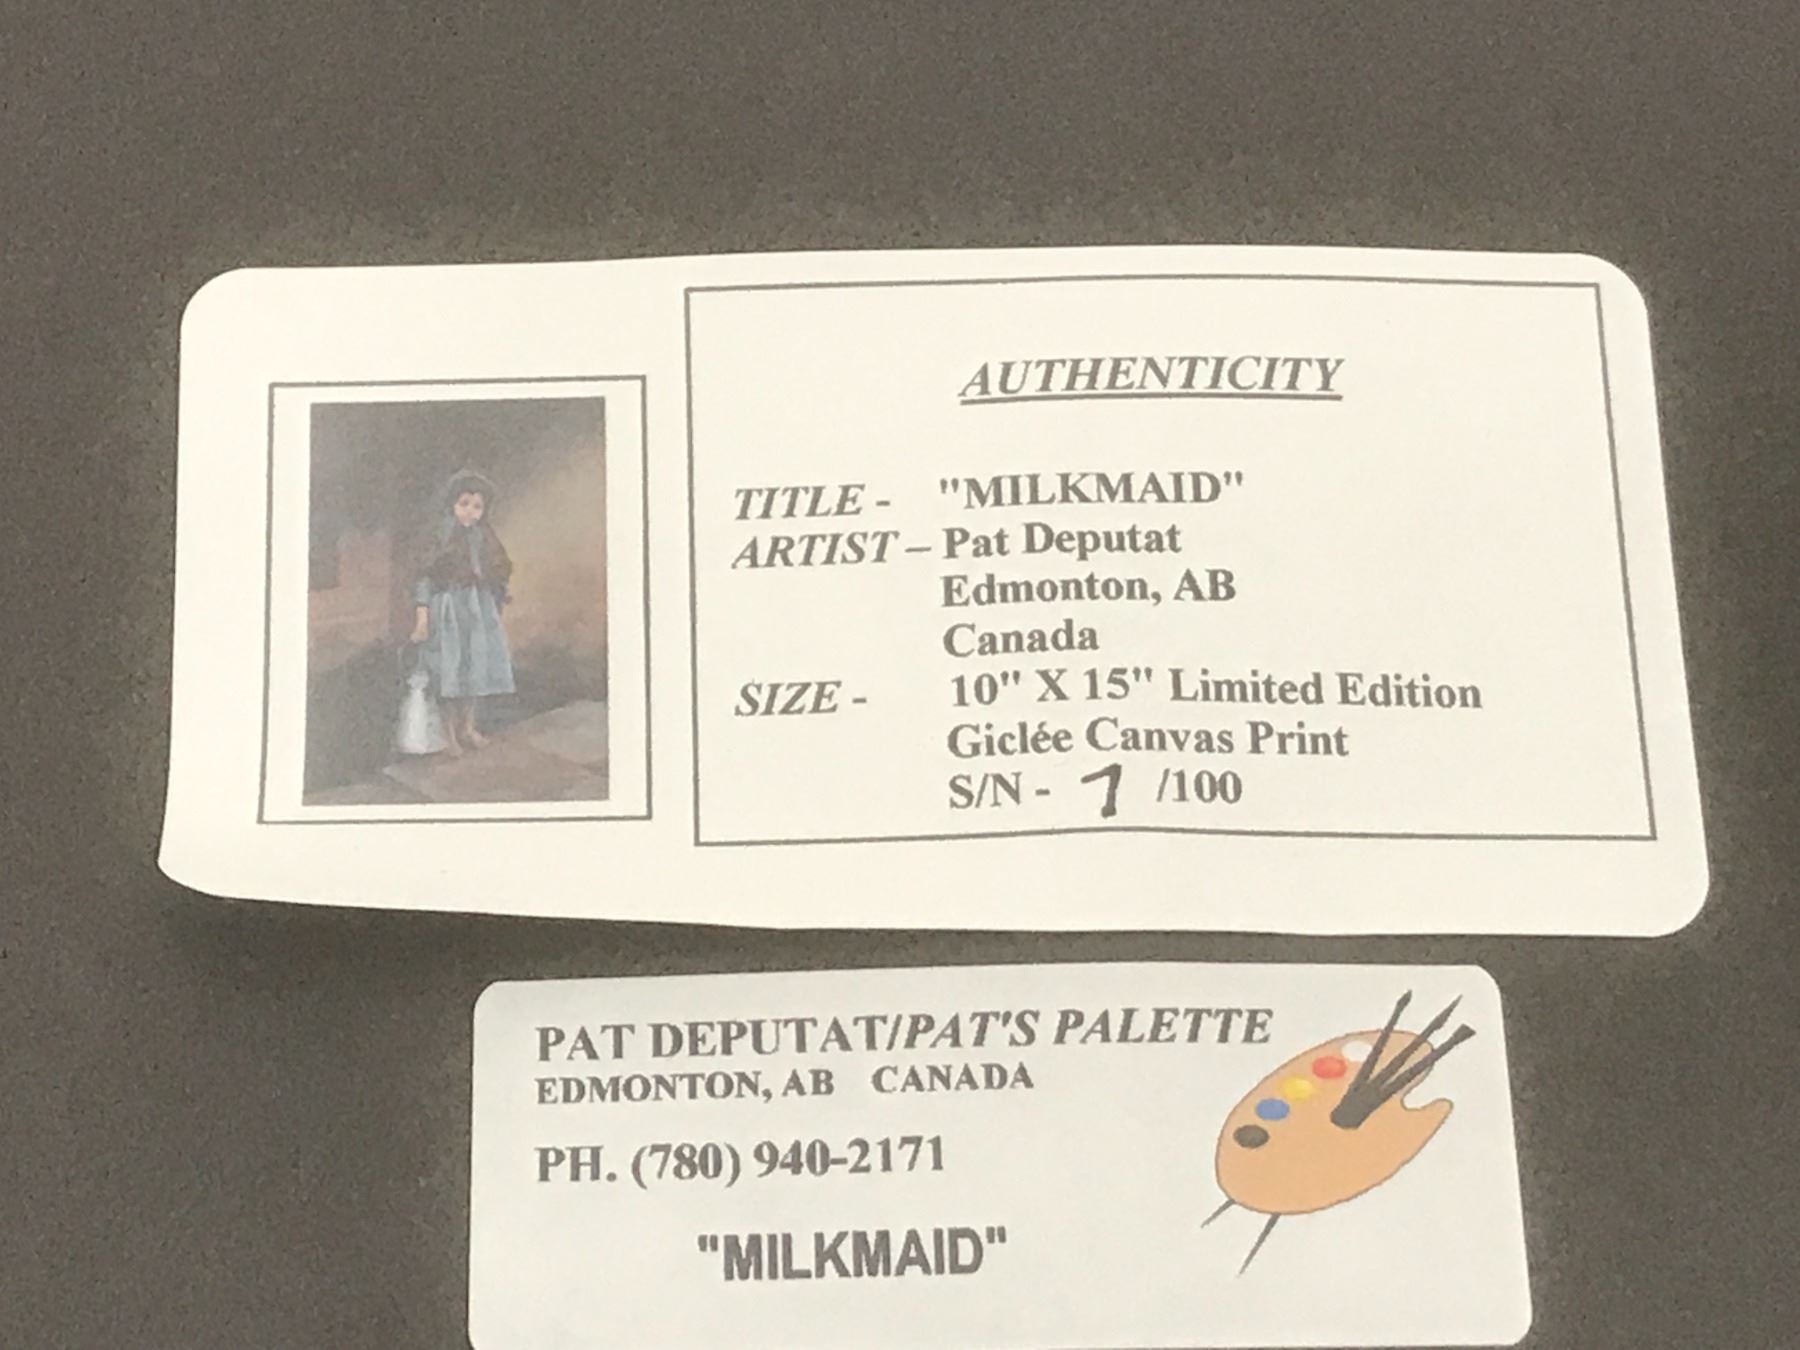 AUTHENTICITY
TITLE - "MILKMAID"
ARTIST – Pat Deputat
Edmonton, AB
Canada
SIZE - 10" X 15" Limited Edition
Giclée Canvas Print
S/N - 7 /100
PAT DEPUTAT/PAT'S PALETTE
EDMONTON, AB CANADA
PH. (780) 940-2171
"MILKMAID"